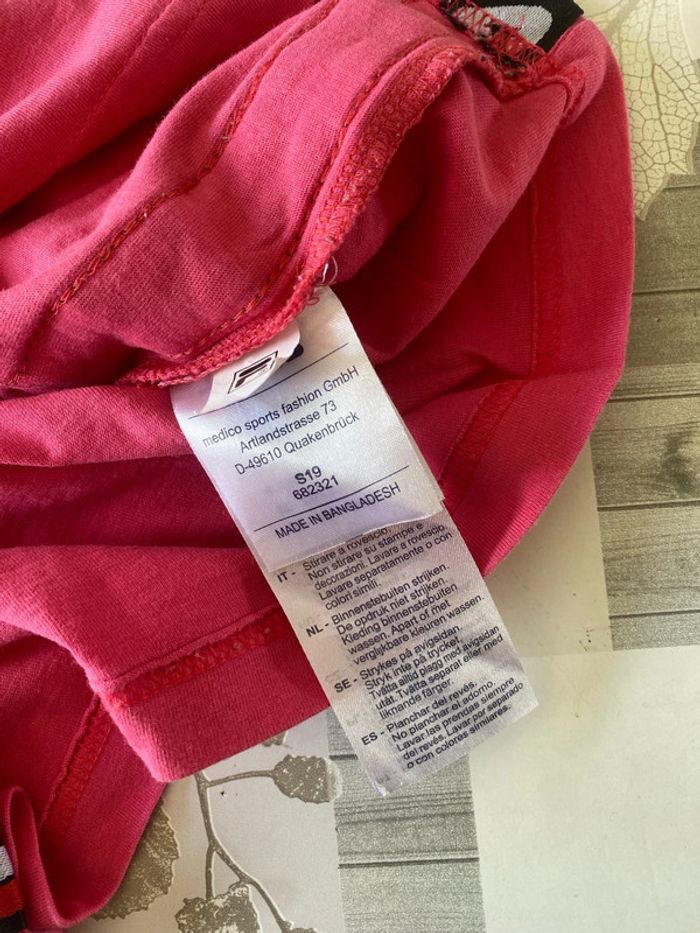 medico sports fashion GmbH
Artlandstrasse 73
D-49610 Quakenbrück
S19
682321
MADE IN BANGLADESH
IT - Stirare a rovescio.
Non stirare su stampe e
decorazioni. Lavare a rovescio.
Lavare separatamente o con
colori simili.
NL - Binnenstebuiten strijken.
De opdruk niet strijken.
Kleding binnenstebuiten
wassen. Apart of met
vergelijkbare kleuren wassen.
SE - Strykes på avigsidan.
Stryk inte på trycket.
Tvätta alltid plagg med avigsidan
utåt. Tvätta separat eller med
liknande färger.
ES - Planchar del revés.
No planchar el adorno.
Lavar las prendas siempre
del revés. Lavar por separado
o con colores similares.